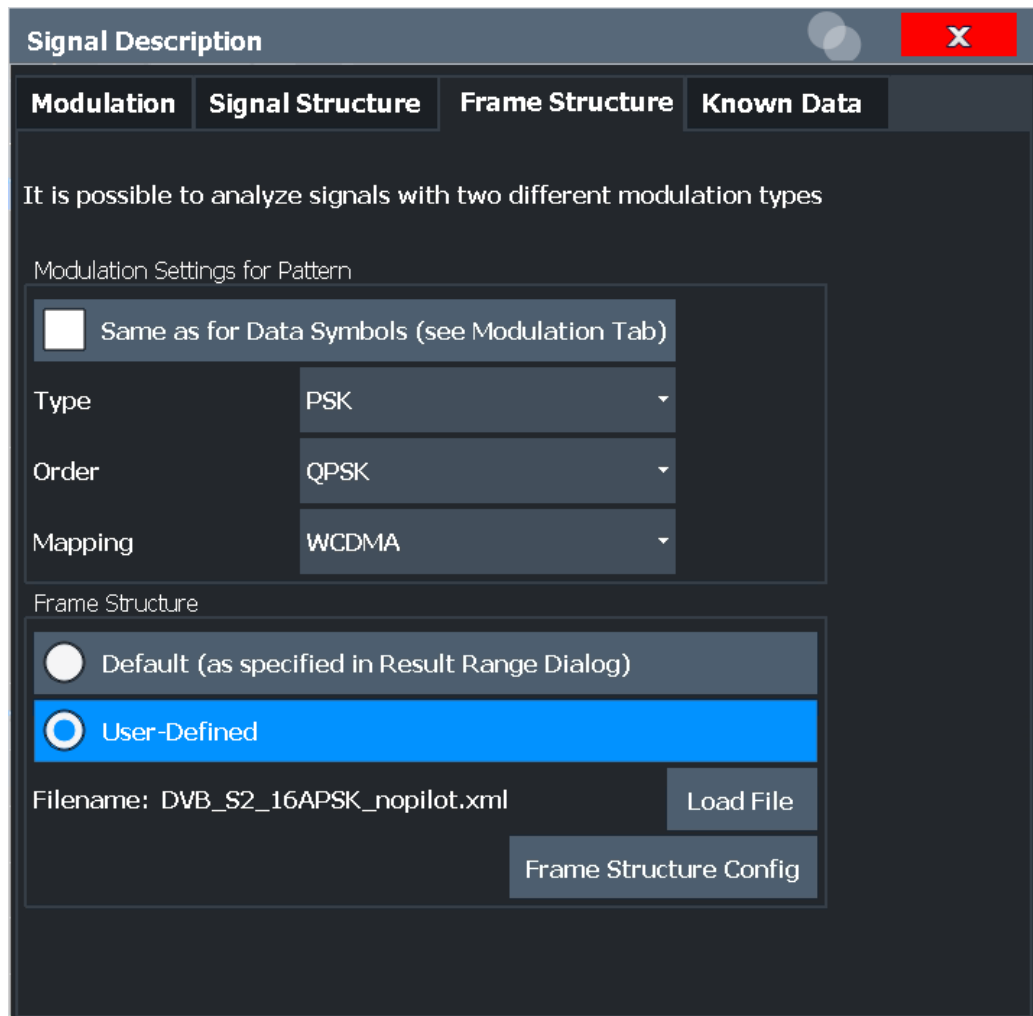 Signal Description
X
Modulation Signal Structure Frame Structure Known Data
It is possible to analyze signals with two different modulation types
Modulation Settings for Pattern
Same as for Data Symbols (see Modulation Tab)
Type PSK
Order QPSK
Mapping WCDMA
Frame Structure
Default (as specified in Result Range Dialog)
User-Defined
Filename: DVB_S2_16APSK_nopilot.xml Load File
Frame Structure Config